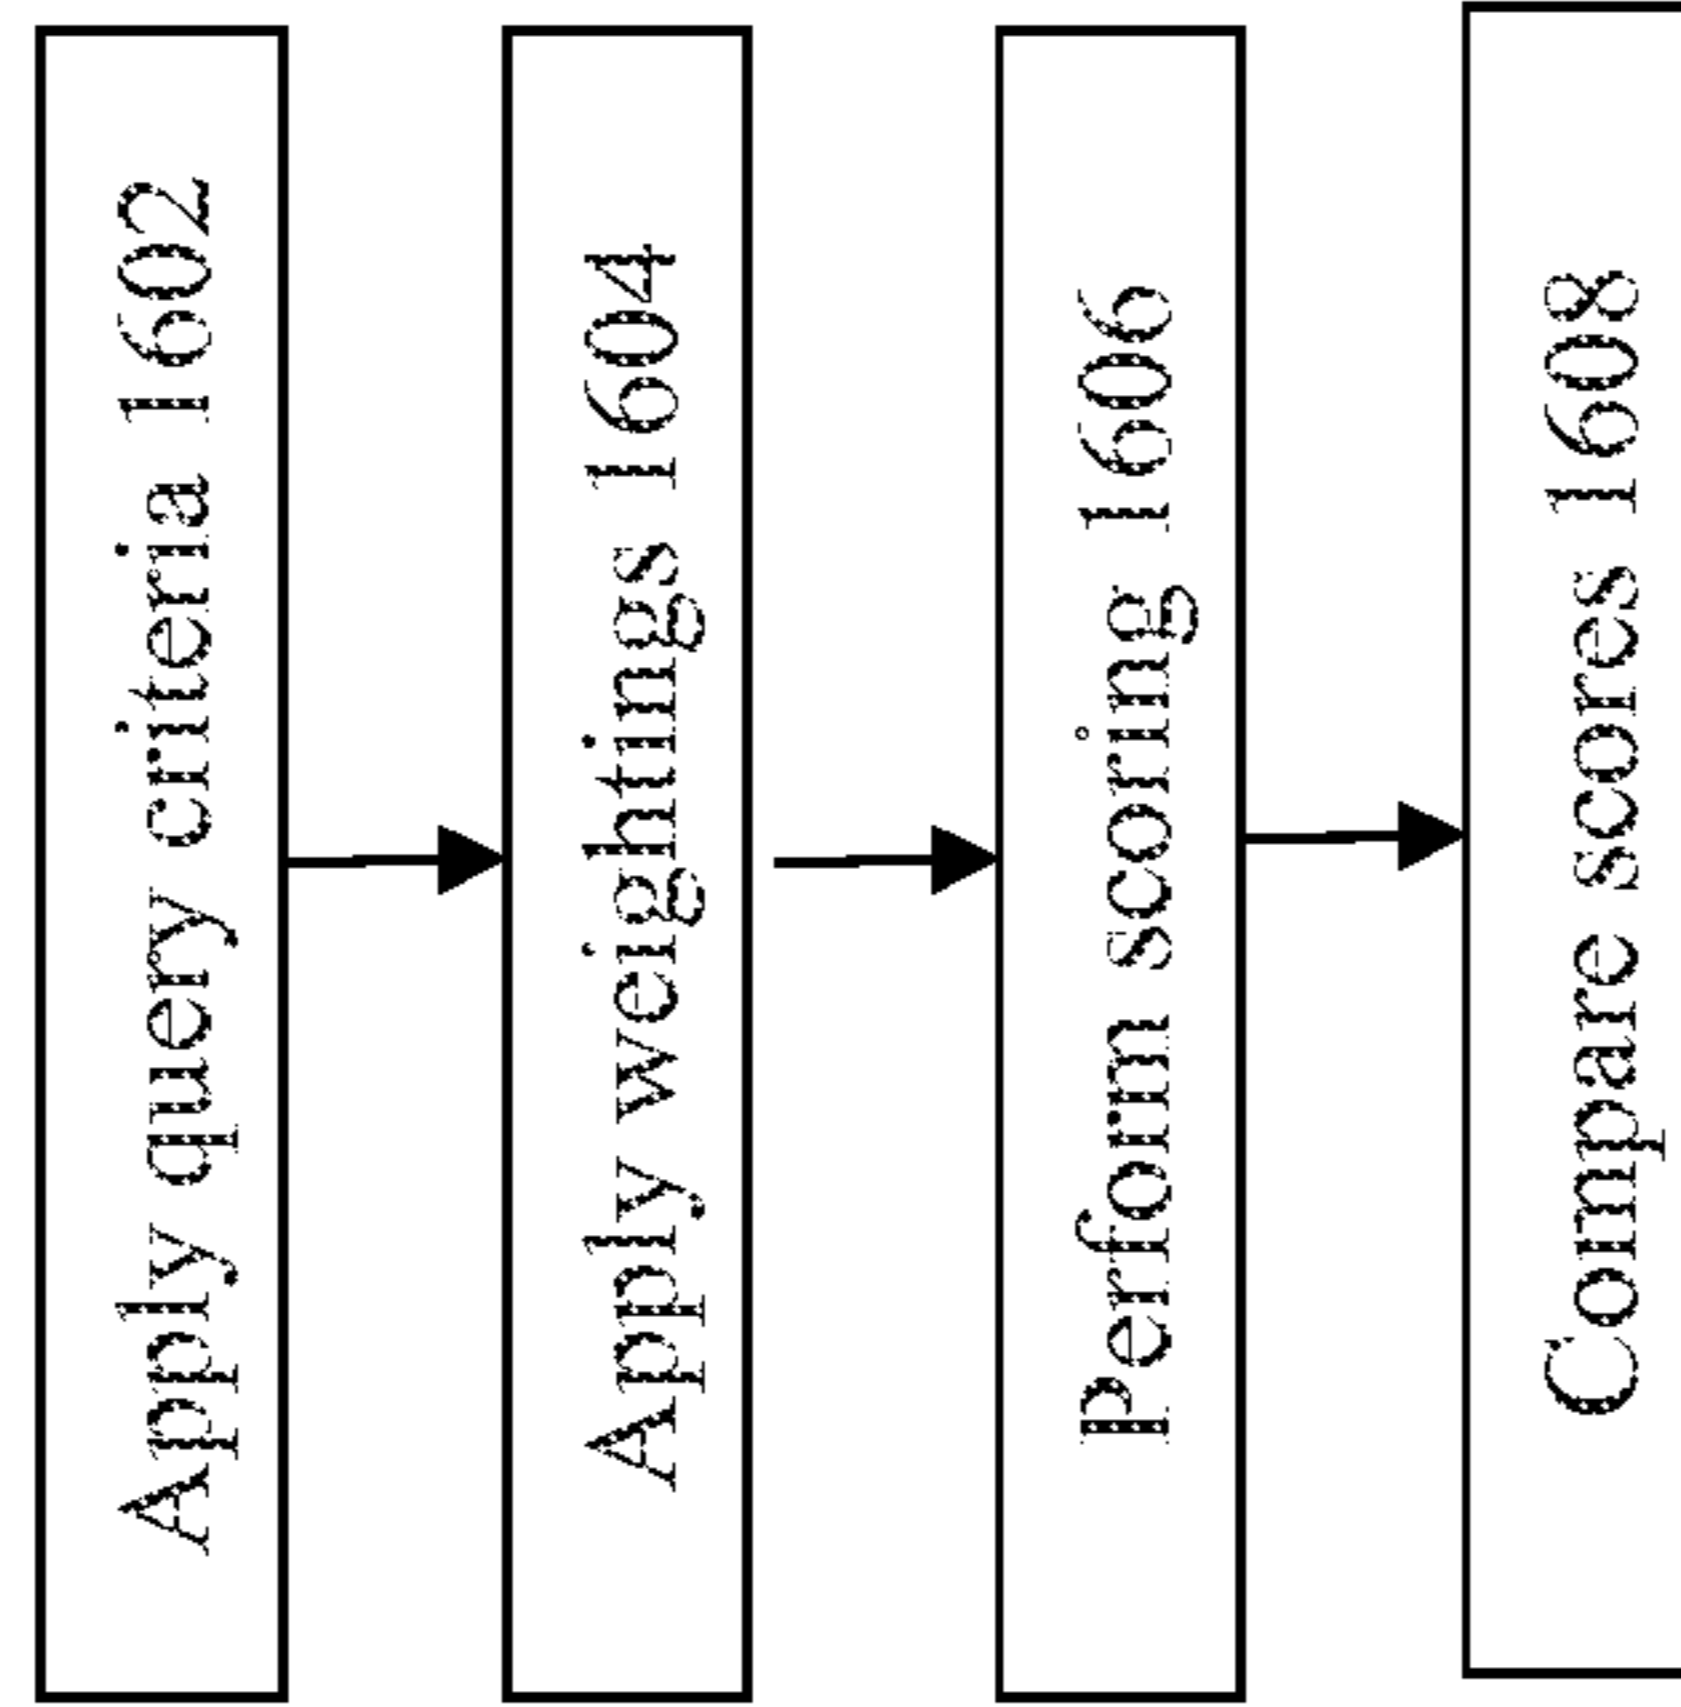 Apply query criteria 1602
Apply weightings 1604
Perform scoring 1606
Compare scores 1608